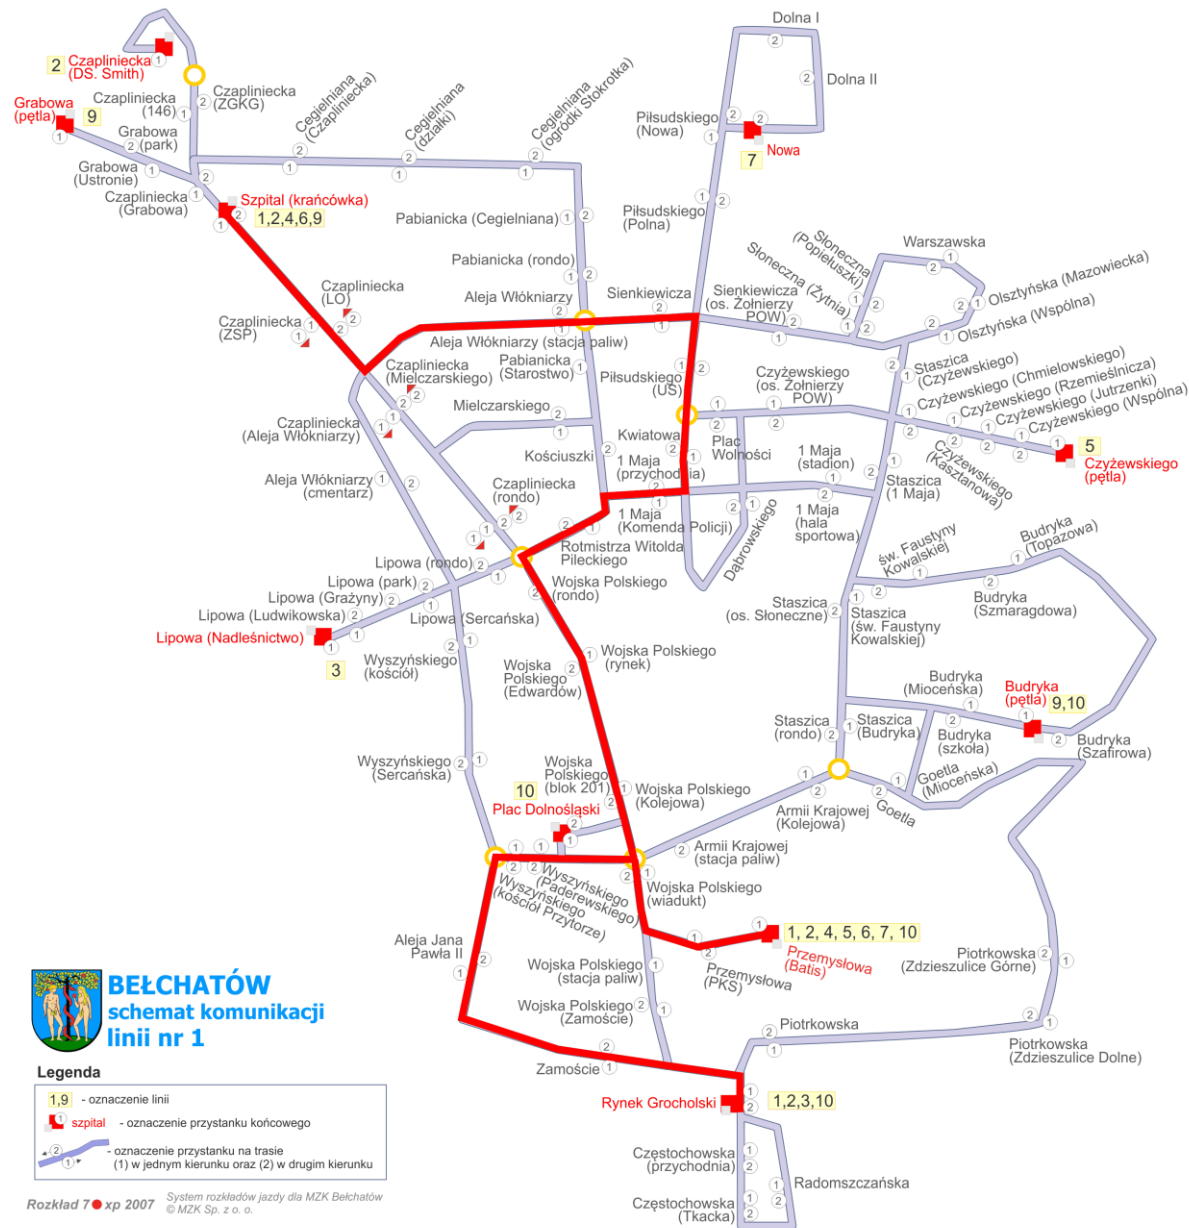 Dolna I
2
Czapliniecka
(DS. Smith)
Czapliniecka
(ZGKG)
Czapliniecka
(146)
Grabowa
(pętla)
9
Grabowa
(park)
Grabowa
(Ustronie)
Czapliniecka
(Grabowa)
Cegielniana
(Czapliniecka)
Cegielniana
(działki)
Cegielniana
(ogródki Stokrotka)
Dolna II
Piłsudskiego
(Nowa)
Nowa
7
Szpital (krańcówka)
1,2,4,6,9
Pabianicka (Cegielniana)
Piłsudskiego
(Polna)
Pabianicka (rondo)
Słoneczna
(Popiełuszki)
Słoneczna (Żytnia)
Warszawska
Olsztyńska (Mazowiecka)
Olsztyńska (Wspólna)
Czapliniecka
(LO)
Czapliniecka
(ZSP)
Aleja Włókniarzy
Sienkiewicza
Sienkiewicza
(os. Żołnierzy
POW)
Aleja Włókniarzy (stacja paliw)
Pabianicka
(Starostwo)
Czapliniecka
(Mielczarskiego)
Piłsudskiego
(US)
Czyżewskiego
(os. Żołnierzy
POW)
Staszica
(Czyżewskiego)
Czyżewskiego (Chmielowskiego)
Czyżewskiego (Rzemieślnicza)
Czyżewskiego (Jutrzenki)
Czyżewskiego (Wspólna)
5
Czyżewskiego
(pętla)
Czyżewskiego
(Kasztanowa)
Mielczarskiego
Czapliniecka
(Aleja Włókniarzy)
Kościuszki
Kwiatowa
Plac
Wolności
1 Maja
(przychodnia)
1 Maja
(stadion)
Staszica
(1 Maja)
Aleja Włókniarzy
(cmentarz)
Czapliniecka
(rondo)
1 Maja
(Komenda Policji)
1 Maja
(hala
sportowa)
Dąbrowskiego
Rotmistrza Witolda
Pileckiego
św. Faustyny
Kowalskiej
Budryka
(Topazowa)
Lipowa (rondo)
Lipowa (park)
Lipowa (Grażyny)
Lipowa (Ludwikowska)
Lipowa (Nadleśnictwo)
3
Lipowa (Sercańska)
Wojska Polskiego
(rondo)
Staszica
(os. Słoneczne)
Staszica
(św. Faustyny
Kowalskiej)
Budryka
(Szmaragdowa)
Wyszyńskiego
(kościół)
Wojska
Polskiego
(Edwardów)
Wojska Polskiego
(rynek)
Budryka
(Mioceńska)
Budryka
(pętla)
9,10
Staszica
(rondo)
Staszica
(Budryka)
Budryka
(szkoła)
Budryka
(Szafirowa)
Wyszyńskiego
(Sercańska)
Wojska
Polskiego
(blok 201)
Wojska Polskiego
(Kolejowa)
Goetla
(Mioceńska)
Goetla
10
Plac Dolnośląski
Armii Krajowej
(Kolejowa)
Armii Krajowej
(stacja paliw)
Wyszyńskiego
(Paderewskiego)
Wyszyńskiego
(kościół Przytorze)
Wojska Polskiego
(wiadukt)
1, 2, 4, 5, 6, 7, 10
Przemysłowa
(Batis)
Przemysłowa
(PKS)
Aleja Jana
Pawła II
Wojska Polskiego
(stacja paliw)
Wojska Polskiego
(Zamoście)
Piotrkowska
(Zdzieszulice Górne)
Piotrkowska
Piotrkowska
(Zdzieszulice Dolne)
Zamoście
Rynek Grocholski
1,2,3,10
Częstochowska
(przychodnia)
Radomszczańska
Częstochowska
(Tkacka)
BEŁCHATÓW
schemat komunikacji
linii nr 1
Legenda
1,9 - oznaczenie linii
1 szpital - oznaczenie przystanku końcowego
2 1 - oznaczenie przystanku na trasie
(1) w jednym kierunku oraz (2) w drugim kierunku
Rozkład 7 xp 2007
System rozkładów jazdy dla MZK Bełchatów
© MZK Sp. z o. o.